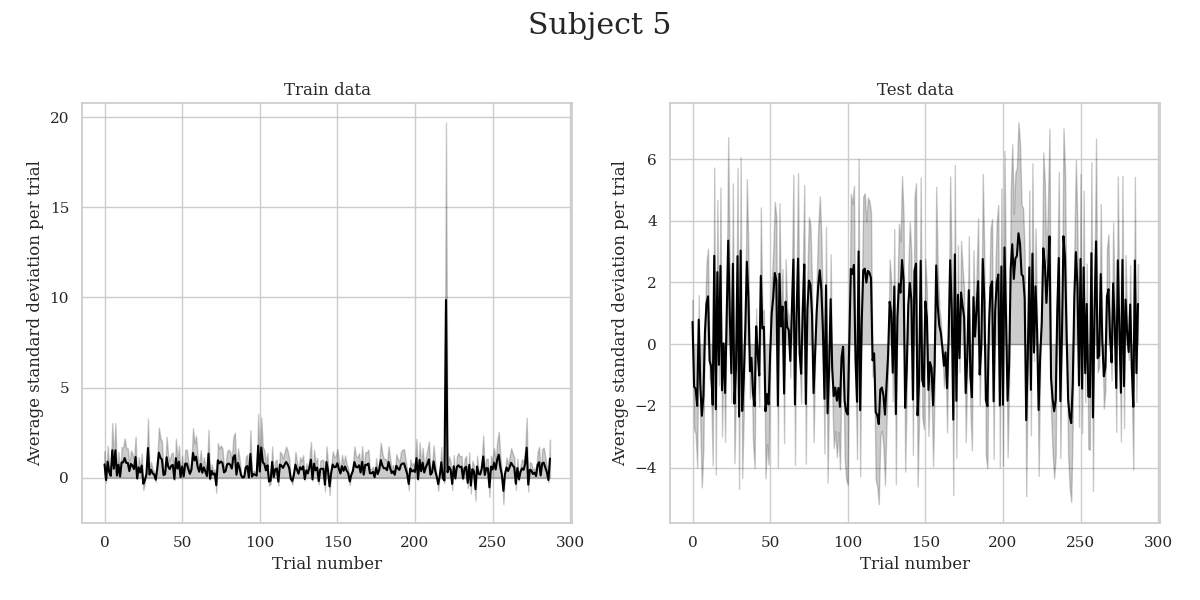 Subject 5
Train data
Average standard deviation per trial
20
15
10
5
0
0 50 100 150 200 250 300
Trial number
Test data
Average standard deviation per trial
6
4
2
0
−2
−4
0 50 100 150 200 250 300
Trial number